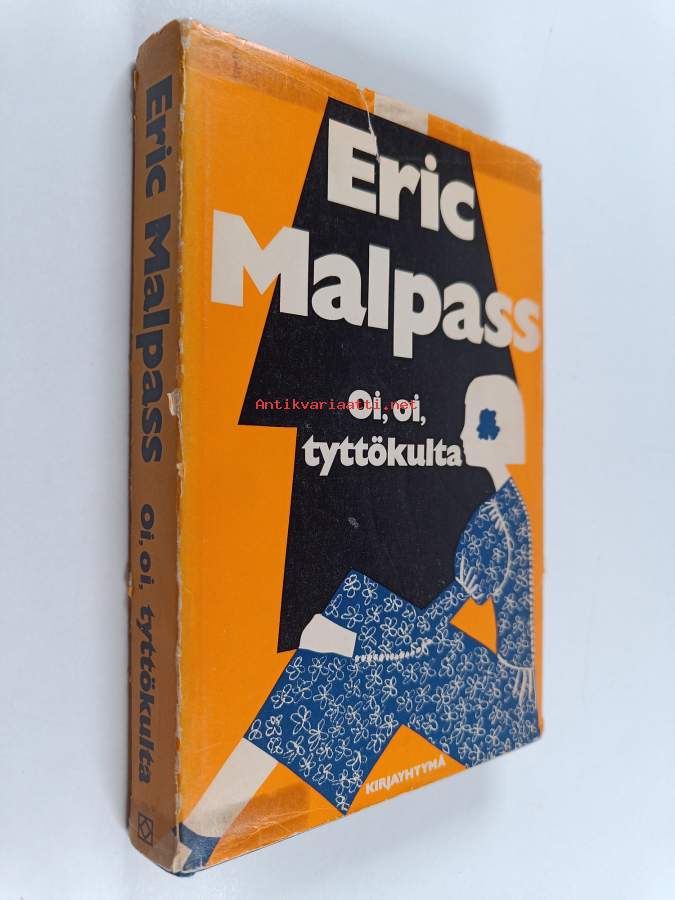 Eric Malpass oi, oi, tyttökulta
Eric
Malpass
Antikvariaatti.net
Oi, oi,
tyttökulta
KIRJAYHTYMÄ